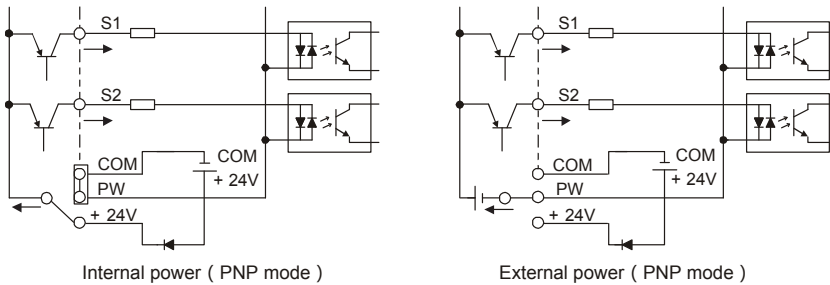 S1
S2
COM
PW
+ 24V
COM
+ 24V
Internal power ( PNP mode )
S1
S2
COM
PW
+ 24V
COM
+ 24V
External power ( PNP mode )